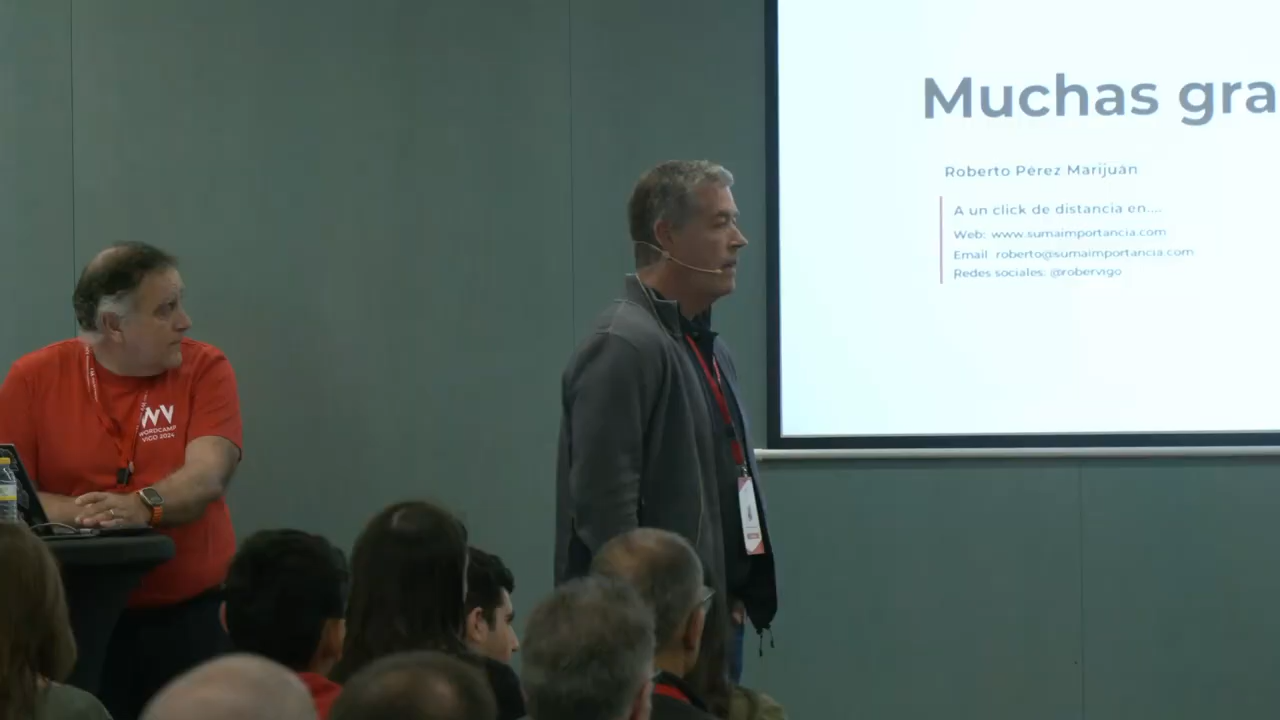 Muchas gra
Roberto Pérez Marijuán
A un click de distancia en....
Web: www.sumaimportancia.com
Email roberto@sumaimportancia.com
Redes sociales: @robervigo
WV
WORDCAMP
VIGO 2024